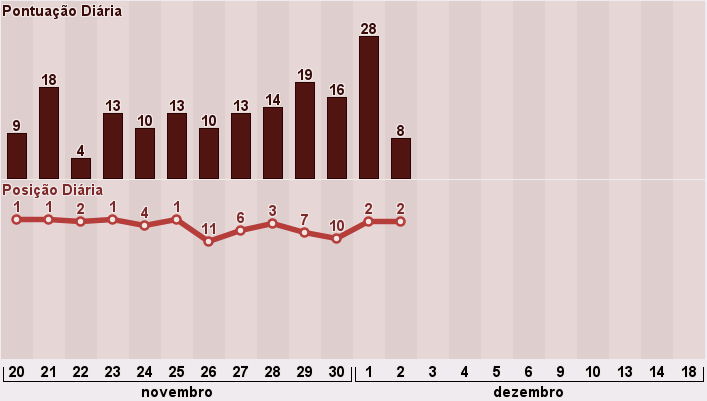 Pontuação Diária
9 18 4 13 10 13 10 13 14 19 16 28 8
Posição Diária
1 1 2 1 4 1 11 6 3 7 10 2 2
20 21 22 23 24 25 26 27 28 29 30 1 2 3 4 5 6 9 10 13 14 18
novembro dezembro